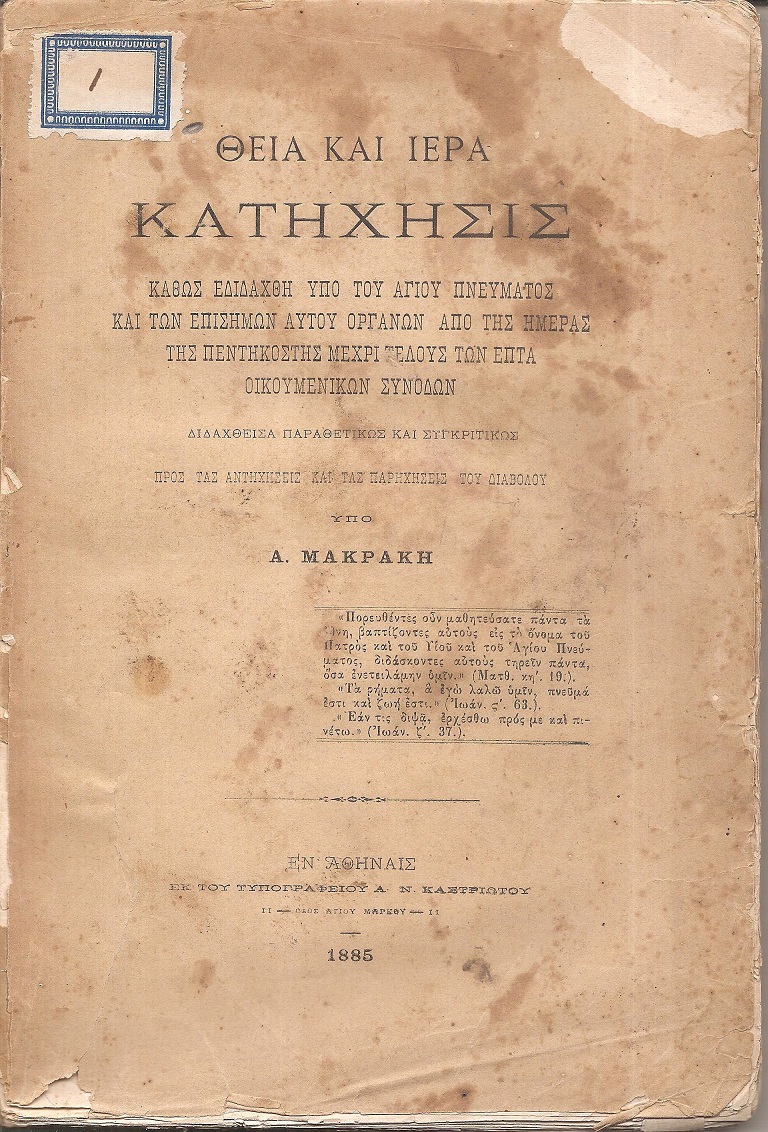 1
ΘΕΙΑ ΚΑΙ ΙΕΡΑ
ΚΑΤΗΧΗΣΙΣ
ΚΑΘΩΣ ΕΔΙΔΑΧΘΗ ΥΠΟ ΤΟΥ ΑΓΙΟΥ ΠΝΕΥΜΑΤΟΣ
ΚΑΙ ΤΩΝ ΕΠΙΣΗΜΩΝ ΑΥΤΟΥ ΟΡΓΑΝΩΝ ΑΠΟ ΤΗΣ ΗΜΕΡΑΣ
ΤΗΣ ΠΕΝΤΗΚΟΣΤΗΣ ΜΕΧΡΙ ΤΕΛΟΥΣ ΤΩΝ ΕΠΤΑ
ΟΙΚΟΥΜΕΝΙΚΩΝ ΣΥΝΟΔΩΝ
ΔΙΔΑΧΘΕΙΣΑ ΠΑΡΑΘΕΤΙΚΩΣ ΚΑΙ ΣΥΓΚΡΙΤΙΚΩΣ
ΠΡΟΣ ΤΑΣ ΑΝΤΗΧΗΣΕΙΣ ΚΑΙ ΤΑΣ ΠΑΡΗΧΗΣΕΙΣ ΤΟΥ ΔΙΑΒΟΛΟΥ
ΥΠΟ
Α. ΜΑΚΡΑΚΗ
«Πορευθέντες οὖν μαθητεύσατε πάντα τὰ
ἔθνη, βαπτίζοντες αὐτοὺς εἰς τὸ ὄνομα τοῦ
Πατρὸς καὶ τοῦ Υἱοῦ καὶ τοῦ Ἁγίου Πνεύ-
ματος, διδάσκοντες αὐτοὺς τηρεῖν πάντα,
ὅσα ἐνετειλάμην ὑμῖν.» (Ματθ. κη'. 19.).
«Τὰ ῥήματα, ἃ ἐγὼ λαλῶ ὑμῖν, πνεῦμά
ἐστι καὶ ζωή ἐστι.» (Ἰωάν. ς'. 63.).
«Ἐάν τις διψᾷ, ἐρχέσθω πρός με καὶ πι-
νέτω.» (Ἰωάν. ζ'. 37.).
ΕΝ ΑΘΗΝΑΙΣ
ΕΚ ΤΟΥ ΤΥΠΟΓΡΑΦΕΙΟΥ Α. Ν. ΚΑΣΤΡΙΩΤΟΥ
11 — ΟΔΟΣ ΑΓΙΟΥ ΜΑΡΚΟΥ — 11
1885